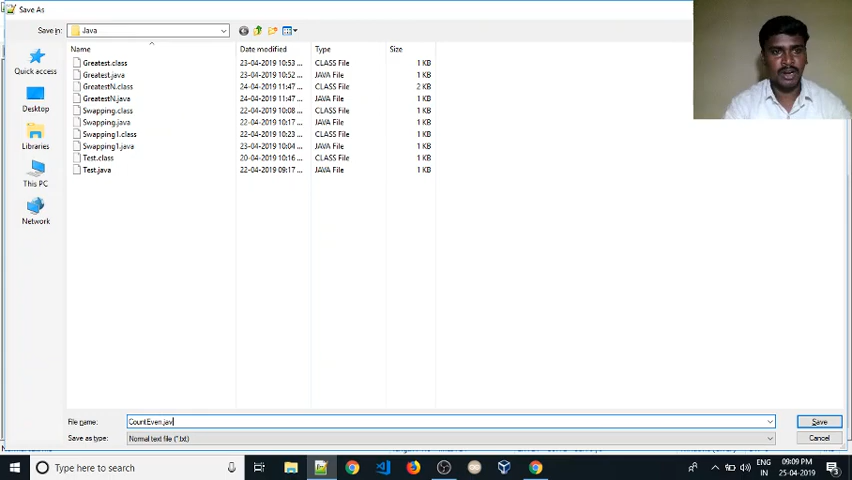 Save As
Save in:
Java
Name Date modified Type Size
Greatest.class 23-04-2019 10:53 ... CLASS File 1 KB
Greatest.java 23-04-2019 10:52 ... JAVA File 1 KB
GreatestN.class 24-04-2019 11:47 ... CLASS File 2 KB
GreatestN.java 24-04-2019 11:47 ... JAVA File 1 KB
Swapping.class 22-04-2019 10:08 ... CLASS File 1 KB
Swapping.java 22-04-2019 10:17 ... JAVA File 1 KB
Swapping1.class 22-04-2019 10:23 ... CLASS File 1 KB
Swapping1.java 23-04-2019 10:04 ... JAVA File 1 KB
Test.class 20-04-2019 10:16 ... CLASS File 1 KB
Test.java 22-04-2019 09:17 ... JAVA File 1 KB
Quick access
Desktop
Libraries
This PC
Network
File name: CountEven.jav Save
Save as type: Normal text file (*.txt) Cancel
Type here to search
ENG
IN
09:09 PM
25-04-2019
3